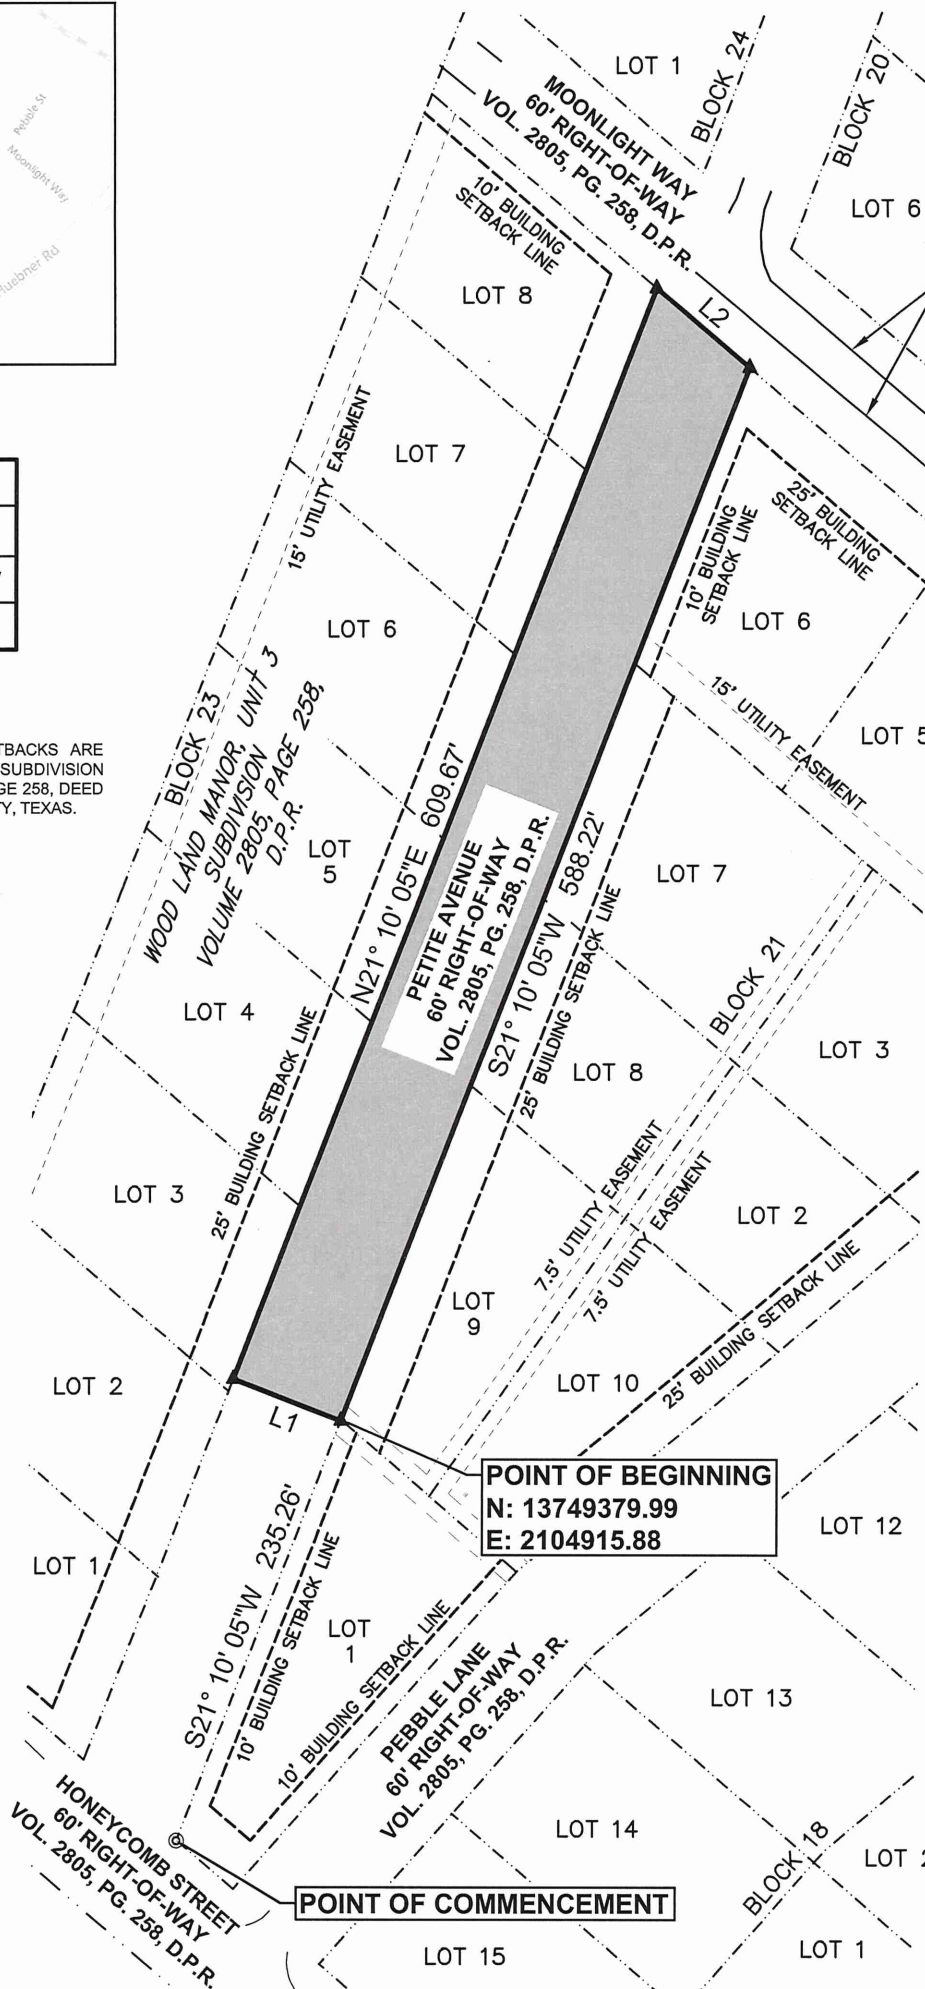 Pebble St
Moonlight Way
Huebner Rd
LOT 1
BLOCK 24
BLOCK 20
MOONLIGHT WAY
60' RIGHT-OF-WAY
VOL. 2805, PG. 258, D.P.R.
LOT 6
10' BUILDING
SETBACK LINE
LOT 8
L2
15' UTILITY EASEMENT
LOT 7
25' BUILDING
SETBACK LINE
10' BUILDING
SETBACK LINE
LOT 6
LOT 6
15' UTILITY EASEMENT
LOT 5
BLOCK 23
WOOD LAND MANOR, UNIT 3
SUBDIVISION
VOLUME 2805, PAGE 258,
D.P.R.
TBACKS ARE
SUBDIVISION
GE 258, DEED
TY, TEXAS.
LOT
5
N21° 10' 05"E 609.67'
PETITE AVENUE
60' RIGHT-OF-WAY
VOL. 2805, PG. 258, D.P.R.
S21° 10' 05"W 588.22'
25' BUILDING SETBACK LINE
LOT 7
BLOCK 21
LOT 4
25' BUILDING SETBACK LINE
LOT 8
LOT 3
LOT 3
7.5' UTILITY EASEMENT
7.5' UTILITY EASEMENT
LOT 2
25' BUILDING SETBACK LINE
LOT
9
LOT 10
LOT 2
L1
POINT OF BEGINNING
N: 13749379.99
E: 2104915.88
LOT 12
LOT 1
S21° 10' 05"W 235.26'
10' BUILDING SETBACK LINE
LOT
1
10' BUILDING SETBACK LINE
PEBBLE LANE
60' RIGHT-OF-WAY
VOL. 2805, PG. 258, D.P.R.
LOT 13
HONEYCOMB STREET
60' RIGHT-OF-WAY
VOL. 2805, PG. 258, D.P.R.
LOT 14
BLOCK 18
LOT 2
POINT OF COMMENCEMENT
LOT 15
LOT 1